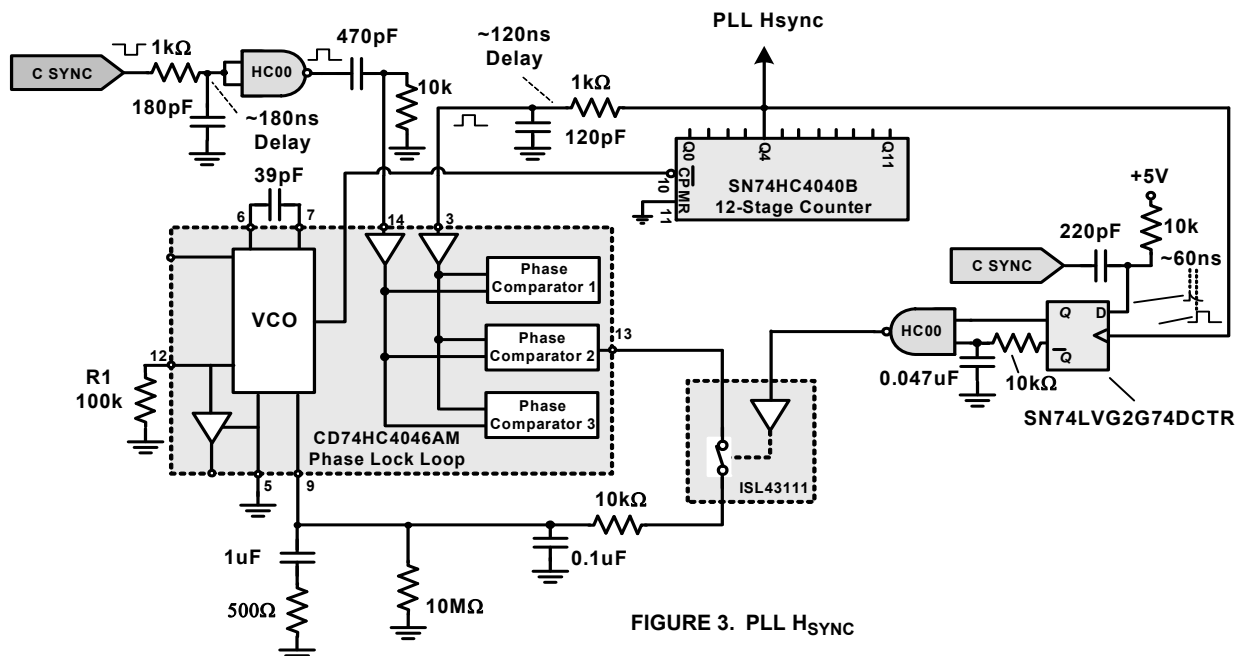 PLL Hsync
C SYNC
1kΩ
180pF
~180ns
Delay
HC00
470pF
10k
~120ns
Delay
1kΩ
120pF
Q0
Q4
Q11
10
CP
MR
11
SN74HC4040B
12-Stage Counter
+5V
10k
220pF
C SYNC
~60ns
39pF
6
7
14
3
VCO
Phase
Comparator 1
Phase
Comparator 2
Phase
Comparator 3
13
12
R1
100k
CD74HC4046AM
Phase Lock Loop
5
9
HC00
Q
D
Q
0.047uF
10kΩ
SN74LVG2G74DCTR
ISL43111
10kΩ
0.1uF
1uF
500Ω
10MΩ
FIGURE 3. PLL HSYNC